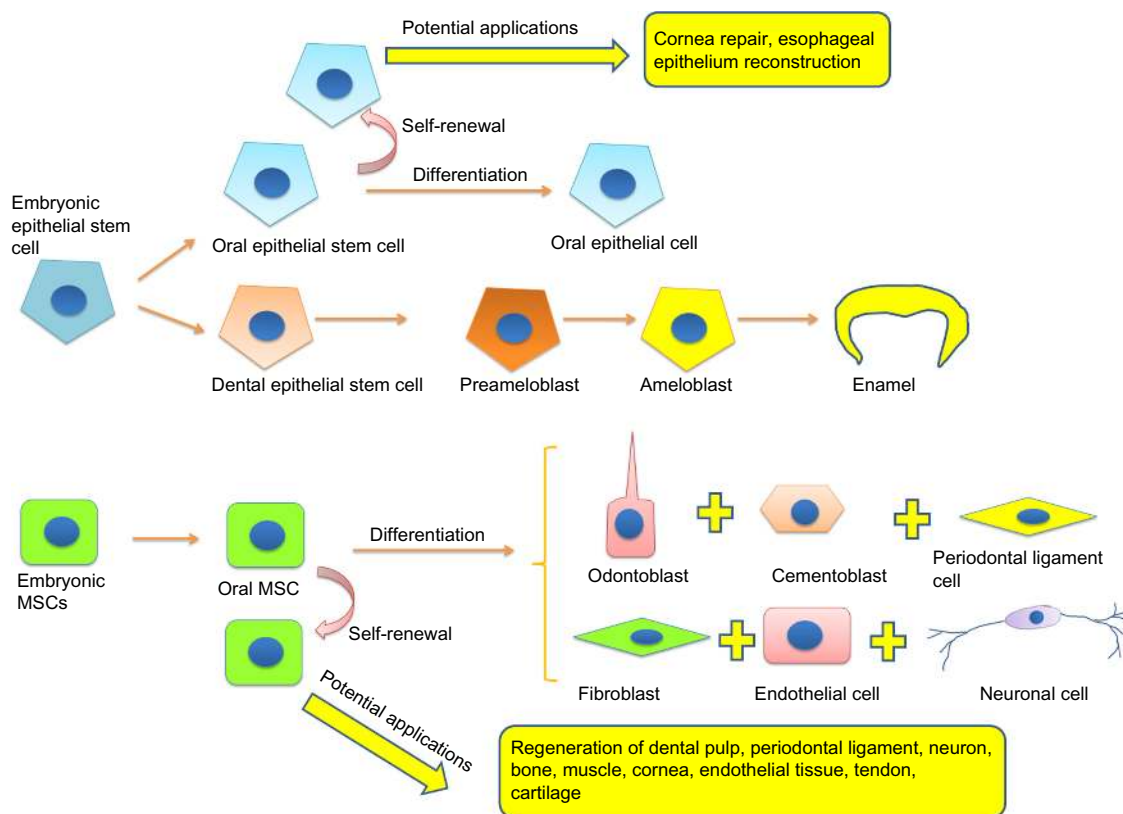 Potential applications
Cornea repair, esophageal
epithelium reconstruction
Self-renewal
Differentiation
Embryonic
epithelial stem
cell
Oral epithelial stem cell
Oral epithelial cell
Dental epithelial stem cell
Preameloblast
Ameloblast
Enamel
Differentiation
Embryonic
MSCs
Oral MSC
Self-renewal
Odontoblast
Cementoblast
Periodontal ligament
cell
Fibroblast
Endothelial cell
Neuronal cell
Potential applications
Regeneration of dental pulp, periodontal ligament, neuron,
bone, muscle, cornea, endothelial tissue, tendon,
cartilage